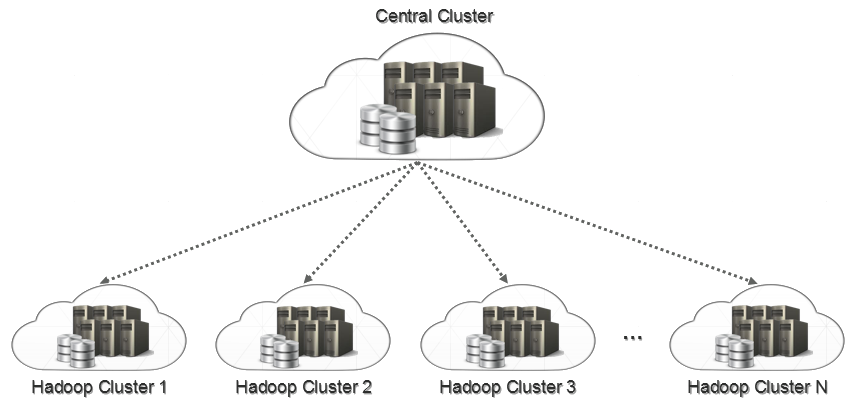 Central Cluster
Hadoop Cluster 1
Hadoop Cluster 2
Hadoop Cluster 3
...
Hadoop Cluster N